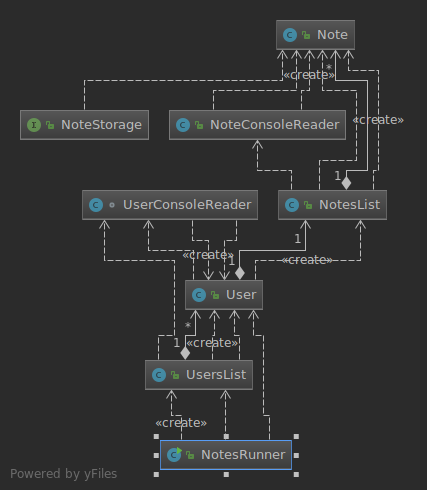 C Note
*
«create»
I NoteStorage
C NoteConsoleReader
«create»
1
C UserConsoleReader
C NotesList
1
«create»
1
«create»
C User
*
1
«create»
C UsersList
«create»
C NotesRunner
Powered by yFiles